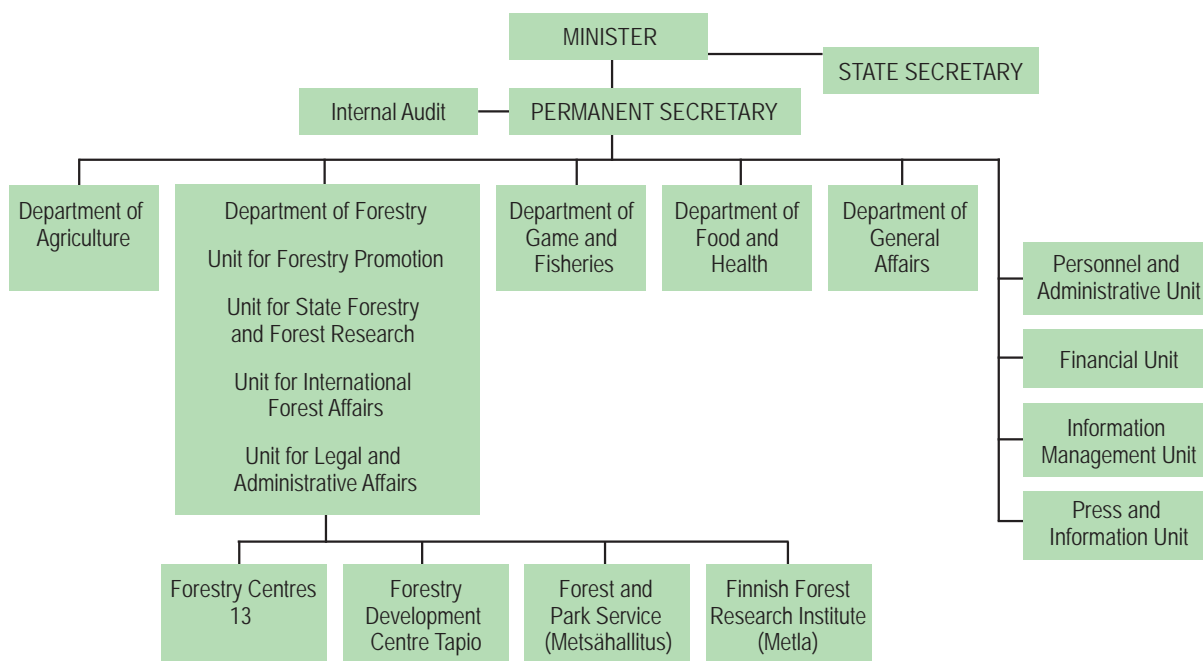 MINISTER
STATE SECRETARY
Internal Audit
PERMANENT SECRETARY
Department of
Agriculture
Department of Forestry
Unit for Forestry Promotion
Unit for State Forestry
and Forest Research
Unit for International
Forest Affairs
Unit for Legal and
Administrative Affairs
Department of
Game and
Fisheries
Department of
Food and
Health
Department of
General
Affairs
Personnel and
Administrative Unit
Financial Unit
Information
Management Unit
Press and
Information Unit
Forestry Centres
13
Forestry
Development
Centre Tapio
Forest and
Park Service
(Metsähallitus)
Finnish Forest
Research Institute
(Metla)